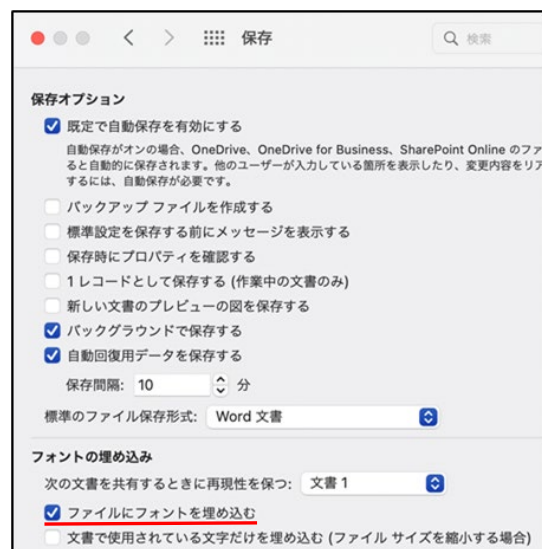 保存
検索
保存オプション
既定で自動保存を有効にする
自動保存がオンの場合、OneDrive、OneDrive for Business、SharePoint Online のファ
ると自動的に保存されます。他のユーザーが入力している箇所を表示したり、変更内容をリア
するには、自動保存が必要です。
バックアップ ファイルを作成する
標準設定を保存する前にメッセージを表示する
保存時にプロパティを確認する
1 レコードとして保存する (作業中の文書のみ)
新しい文書のプレビューの図を保存する
バックグラウンドで保存する
自動回復用データを保存する
保存間隔: 10 分
標準のファイル保存形式: Word 文書
フォントの埋め込み
次の文書を共有するときに再現性を保つ: 文書 1
ファイルにフォントを埋め込む
文書で使用されている文字だけを埋め込む (ファイル サイズを縮小する場合)